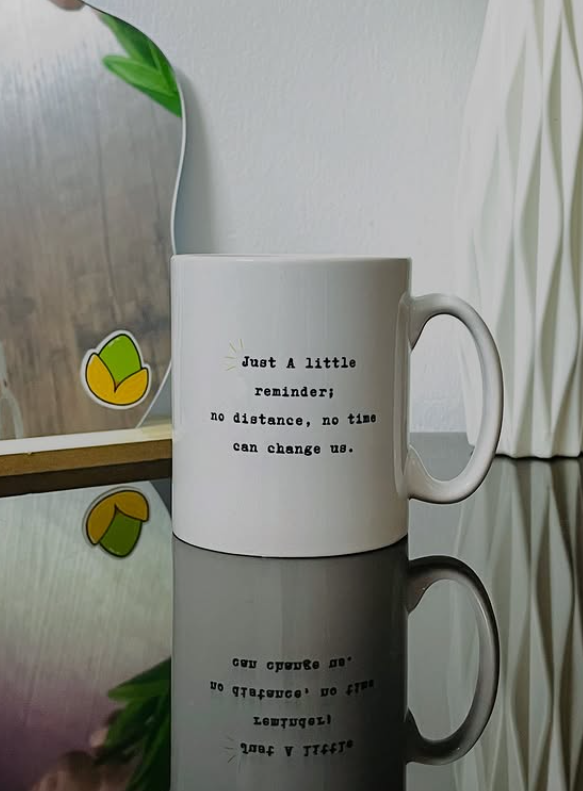 Just A little
reminder;
no distance, no time
can change us.